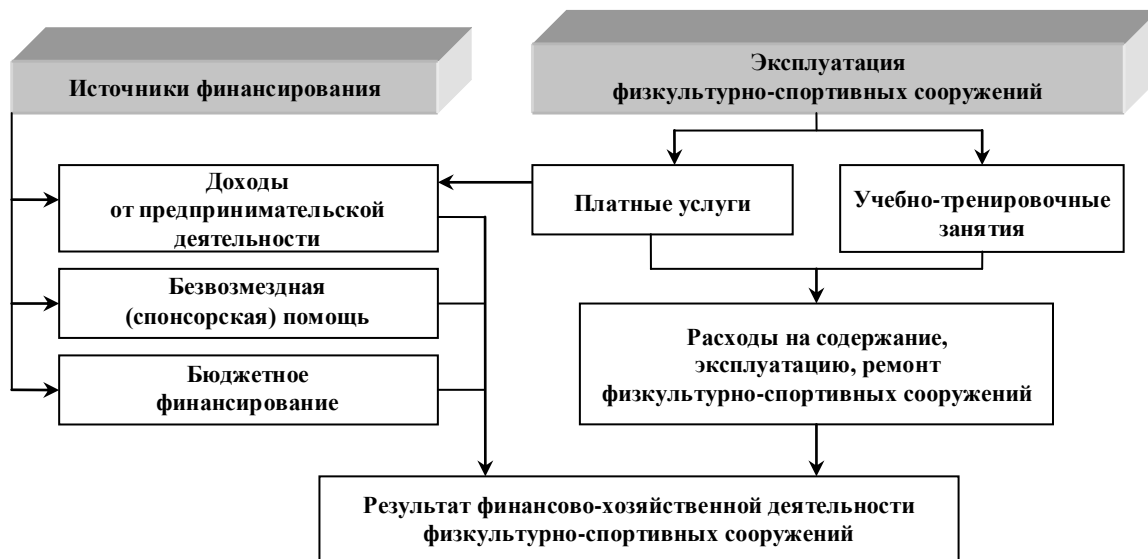 Источники финансирования
Эксплуатация
физкультурно-спортивных сооружений
Доходы
от предпринимательской
деятельности
Платные услуги
Учебно-тренировочные
занятия
Безвозмездная
(спонсорская) помощь
Расходы на содержание,
эксплуатацию, ремонт
физкультурно-спортивных сооружений
Бюджетное
финансирование
Результат финансово-хозяйственной деятельности
физкультурно-спортивных сооружений